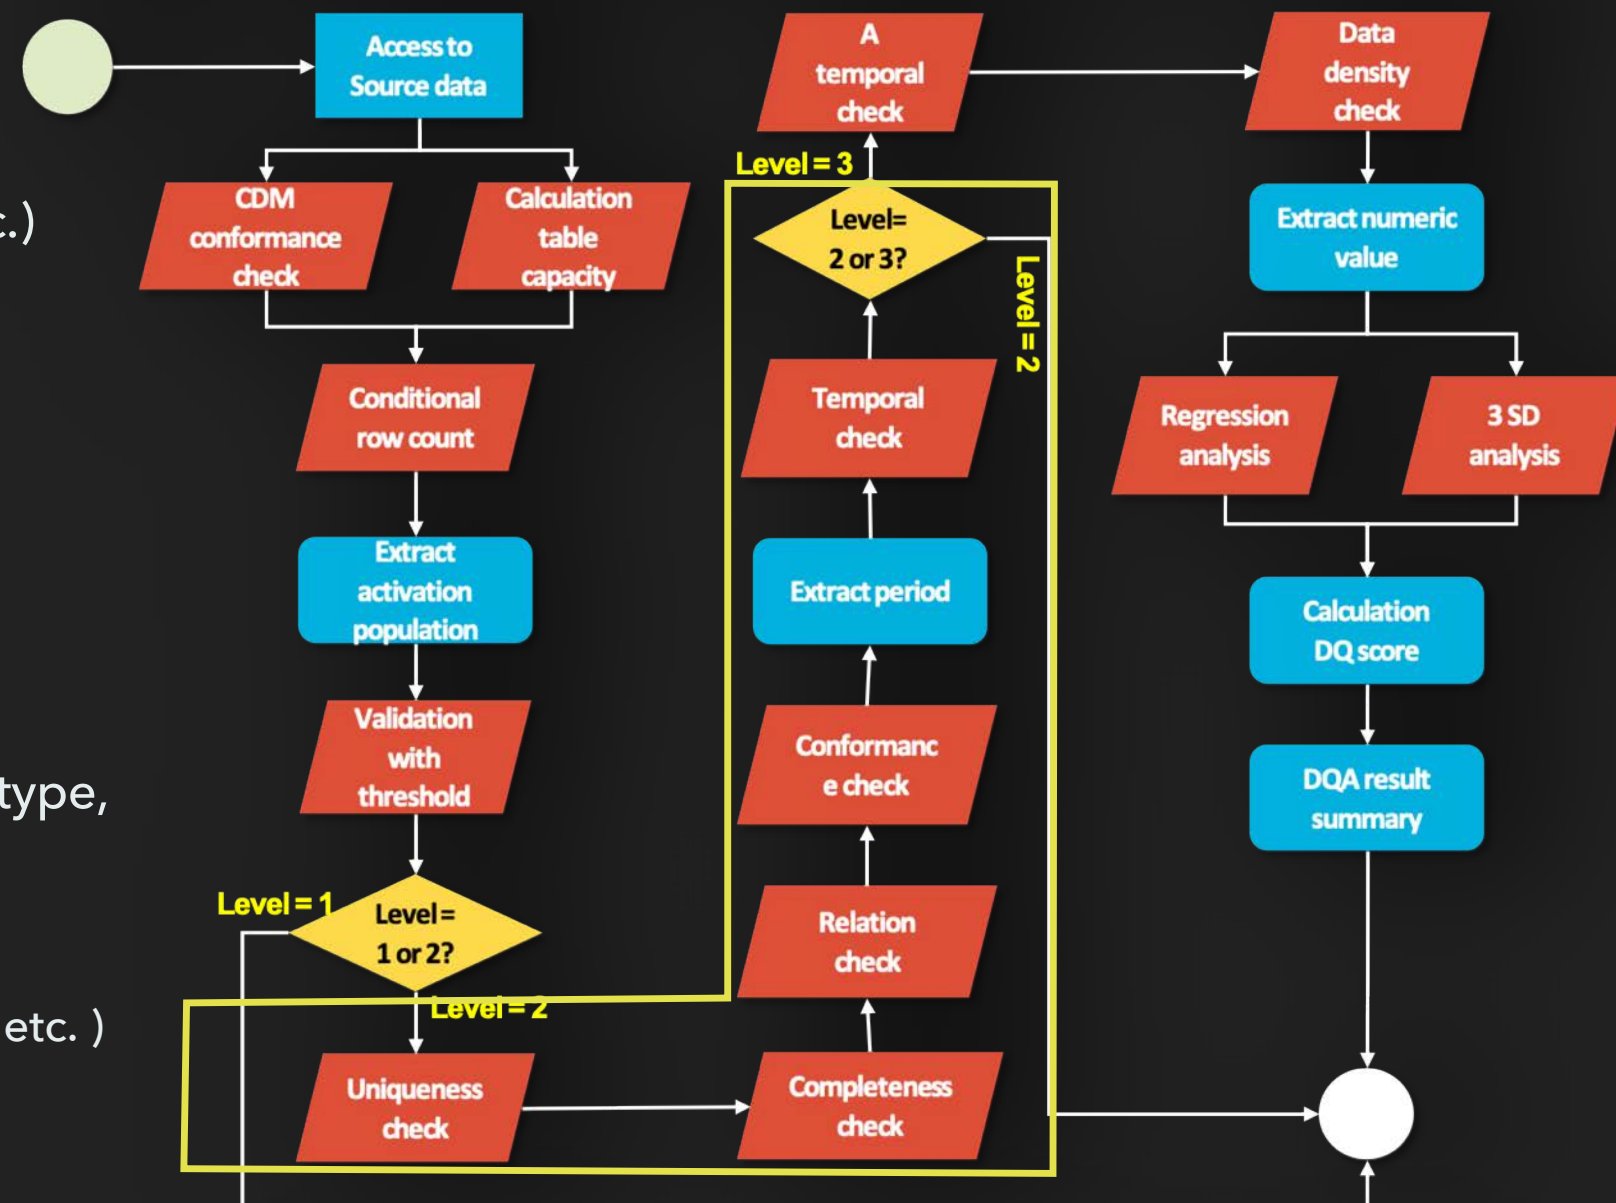 c.)
type,
etc. )
Access to
Source data
CDM
conformance
check
Calculation
table
capacity
Conditional
row count
Extract
activation
population
Validation
with
threshold
Level = 1
Level=
1 or 2?
Level = 2
Uniqueness
check
Completeness
check
Relation
check
Conformanc
e check
Extract period
Temporal
check
Level=
2 or 3?
Level = 2
Level = 3
A
temporal
check
Data
density
check
Extract numeric
value
Regression
analysis
3 SD
analysis
Calculation
DQ score
DQA result
summary